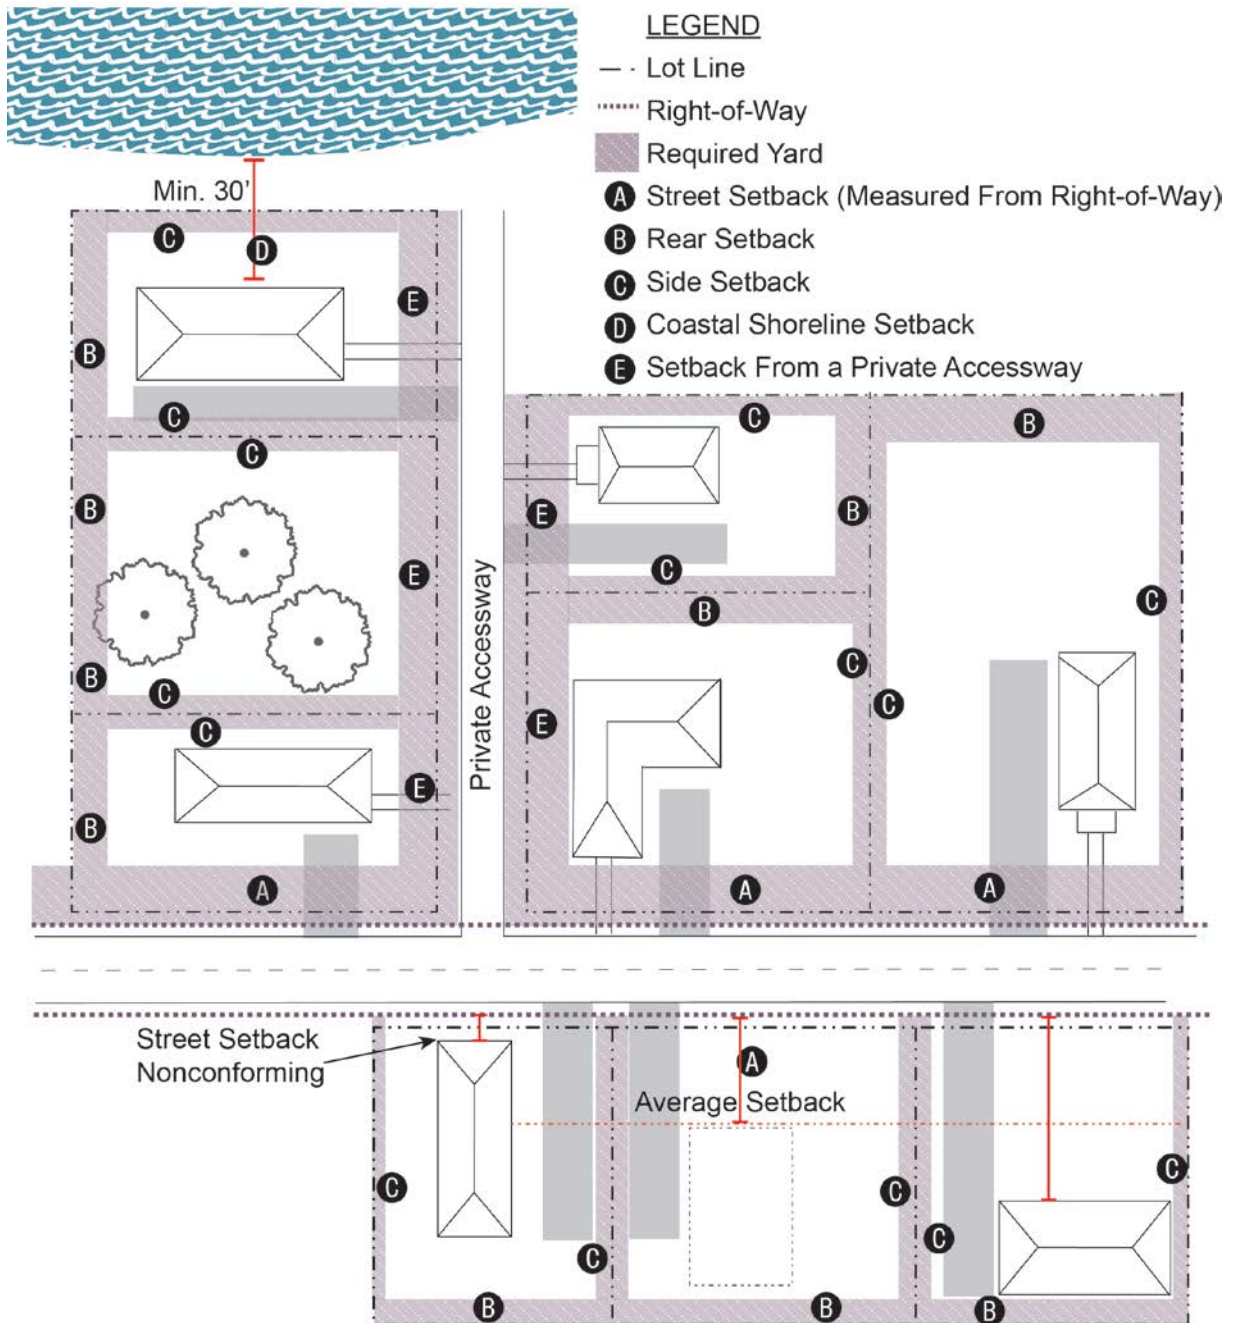 LEGEND
Lot Line
Right-of-Way
Required Yard
A Street Setback (Measured From Right-of-Way)
B Rear Setback
C Side Setback
D Coastal Shoreline Setback
E Setback From a Private Accessway
Min. 30'
C
D
E
B
C
C
B
E
B
C
C
E
B
A
Private Accessway
C
B
E
B
C
B
C
E
C
C
A
A
Street Setback
Nonconforming
A
Average Setback
C
C
C
C
C
B
B
B